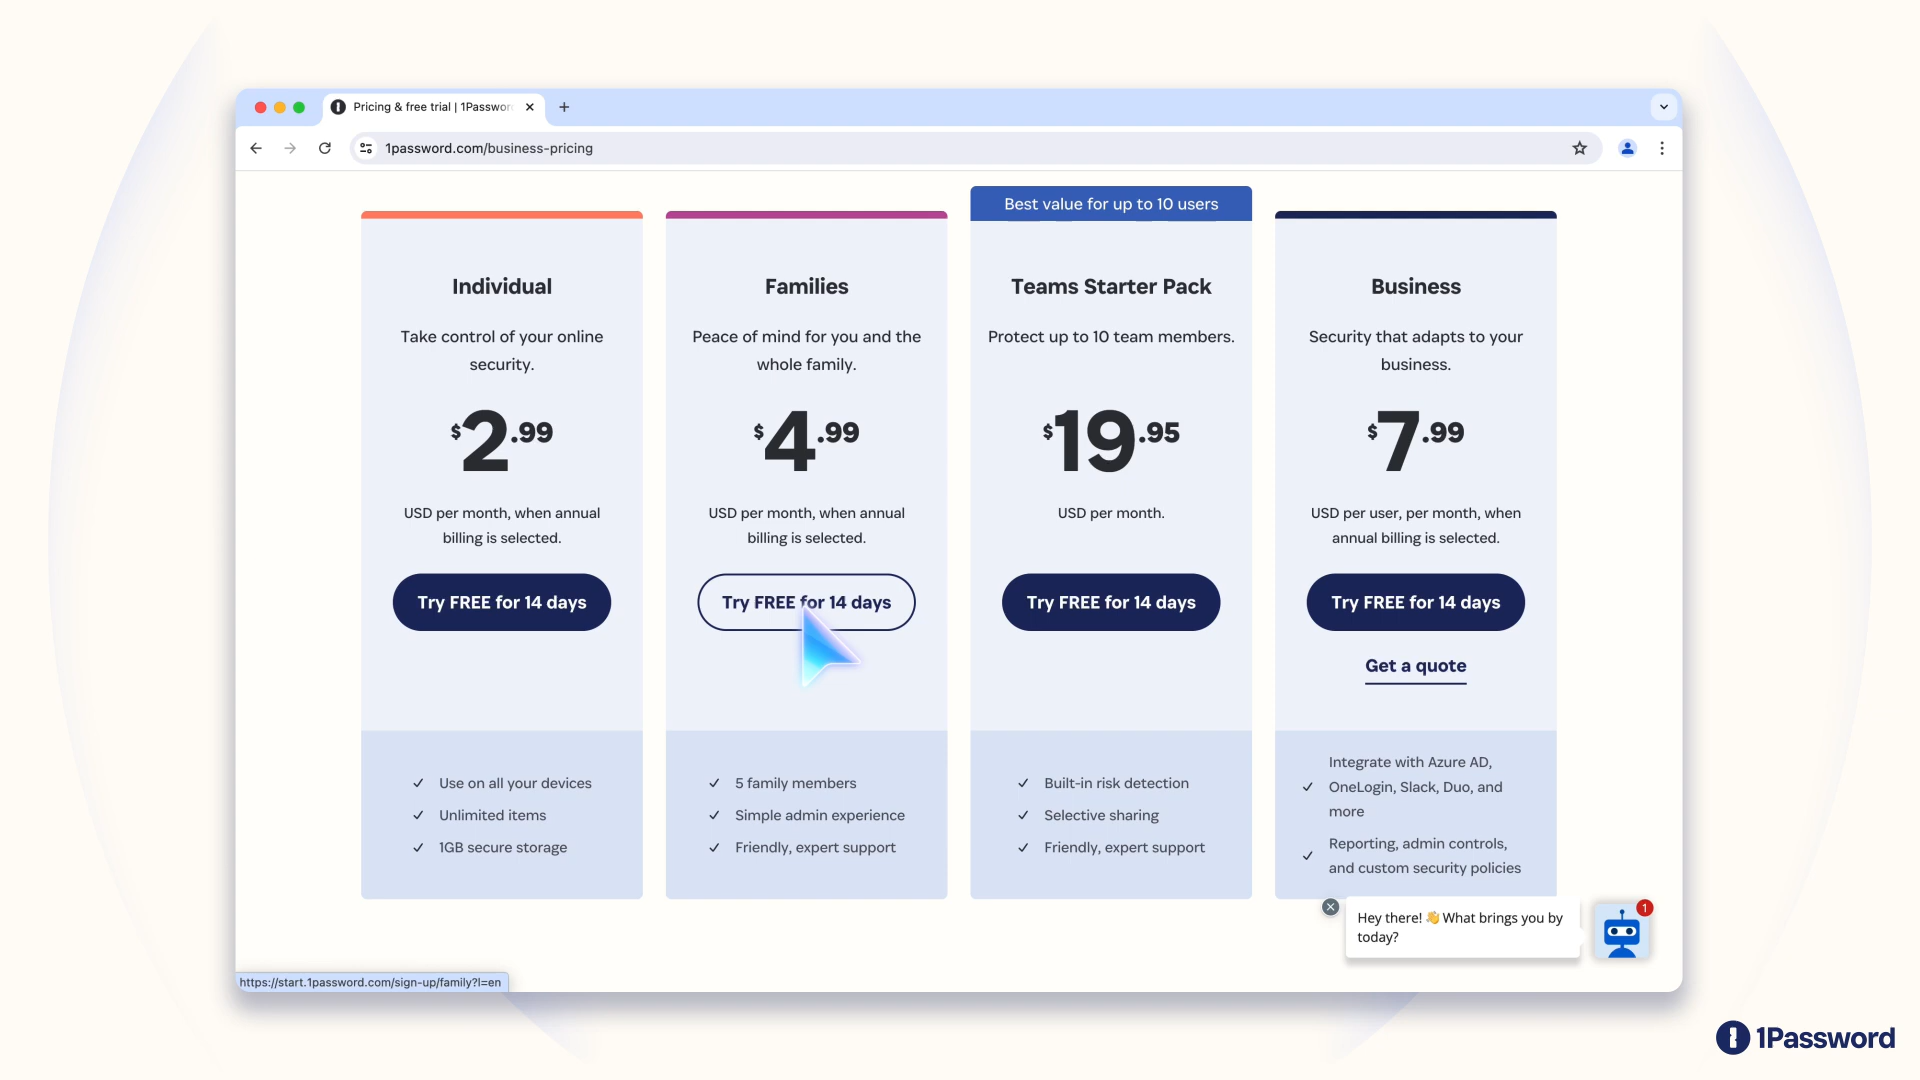 Pricing & free trial | 1Passwor
1password.com/business-pricing
Best value for up to 10 users
Individual
Take control of your online
security.
$2.99
USD per month, when annual
billing is selected.
Try FREE for 14 days
Use on all your devices
Unlimited items
1GB secure storage
Families
Peace of mind for you and the
whole family.
$4.99
USD per month, when annual
billing is selected.
Try FREE for 14 days
5 family members
Simple admin experience
Friendly, expert support
Teams Starter Pack
Protect up to 10 team members.
$19.95
USD per month.
Try FREE for 14 days
Built-in risk detection
Selective sharing
Friendly, expert support
Business
Security that adapts to your
business.
$7.99
USD per user, per month, when
annual billing is selected.
Try FREE for 14 days
Get a quote
Integrate with Azure AD,
OneLogin, Slack, Duo, and
more
Reporting, admin controls,
and custom security policies
Hey there! 👋 What brings you by
today?
1
https://start.1password.com/sign-up/family?l=en
1Password